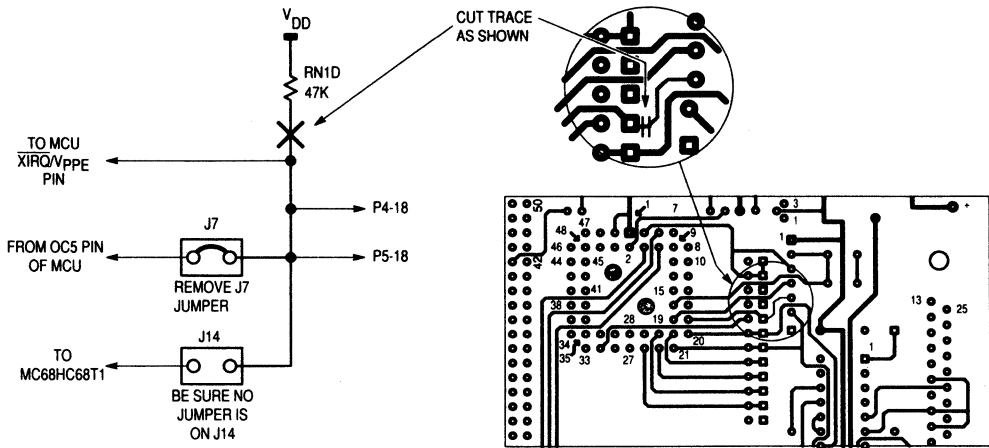 VDD
RN1D
47K
CUT TRACE
AS SHOWN
TO MCU
XIRQ/VPPE
PIN
P4-18
J7
FROM OC5 PIN
OF MCU
P5-18
REMOVE J7
JUMPER
J14
TO
MC68HC68T1
BE SURE NO
JUMPER IS
ON J14
50
47
1
7
3
1
+
48
9
1
46
2
8
42
44
45
10
41
15
13
38
25
28
19
34
20
1
35
33
27
21